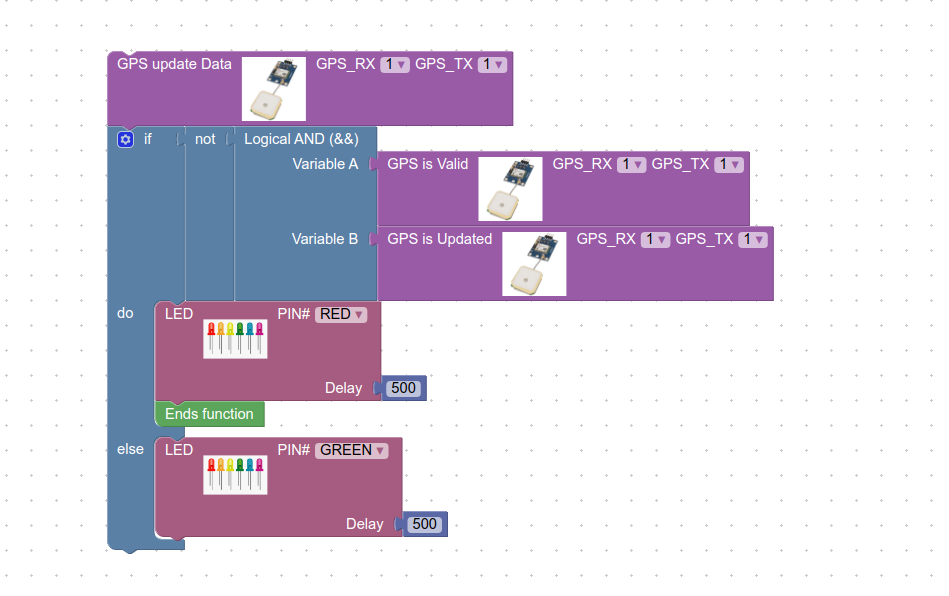 GPS update Data GPS_RX 1 GPS_TX 1
if not Logical AND (&&)
Variable A GPS is Valid GPS_RX 1 GPS_TX 1
Variable B GPS is Updated GPS_RX 1 GPS_TX 1
do LED PIN# RED
Delay 500
Ends function
else LED PIN# GREEN
Delay 500